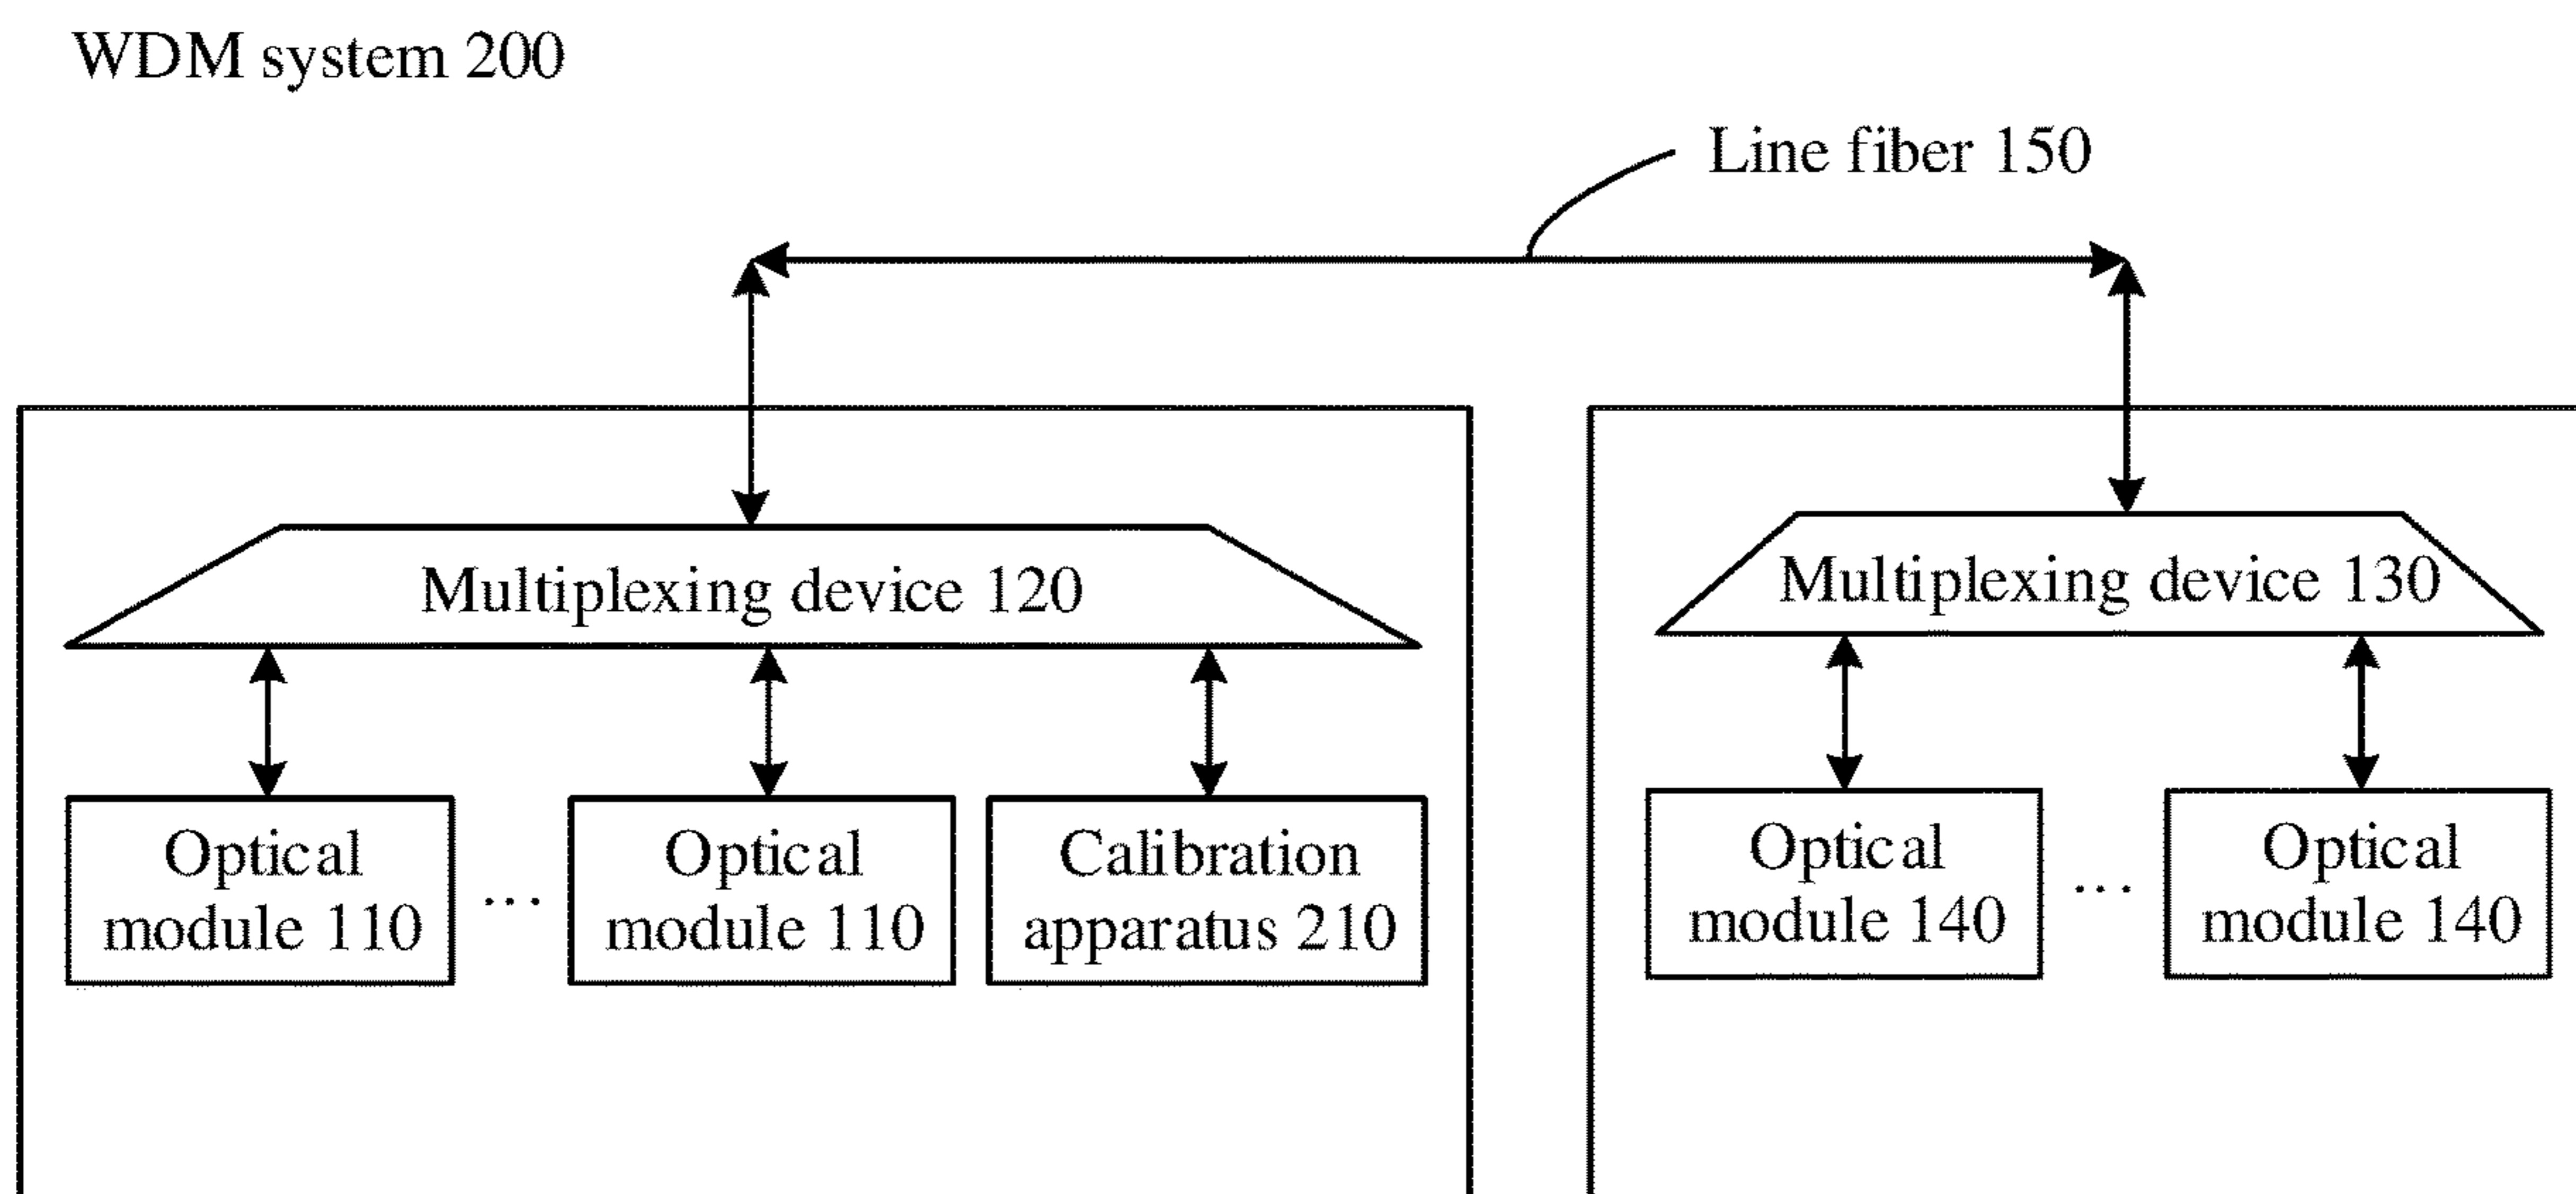 WDM system 200
Line fiber 150
Multiplexing device 120
Multiplexing device 130
Optical
module 110
...
Optical
module 110
Calibration
apparatus 210
Optical
module 140
...
Optical
module 140